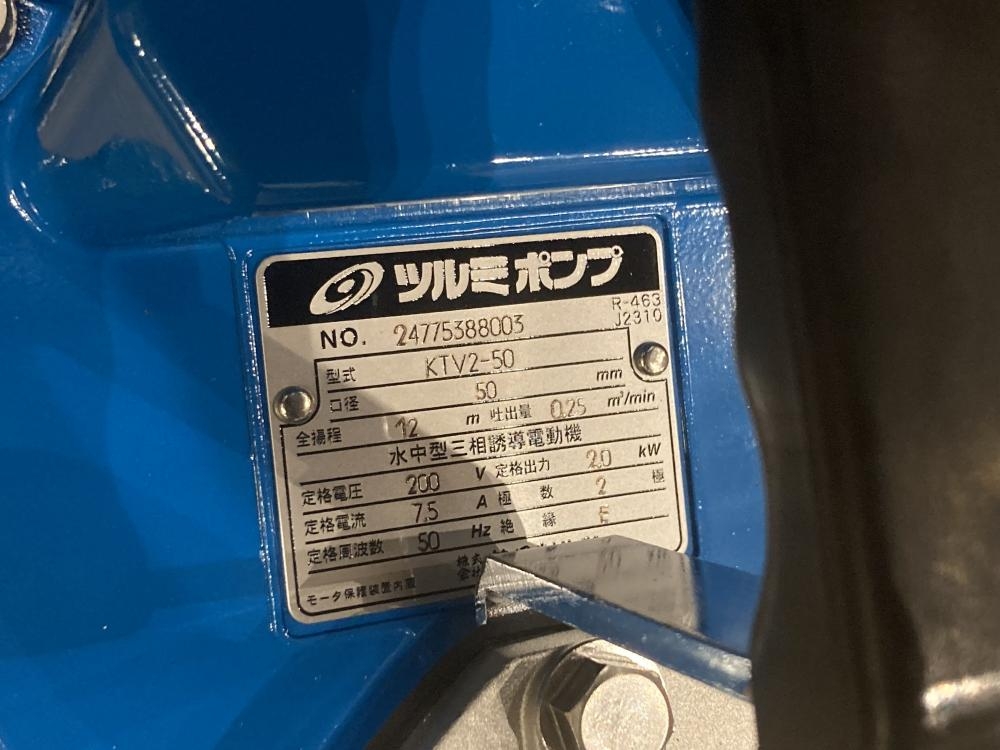 ツルミポンプ
R-463
J2310
NO. 24775388003
型式 KTV2-50
口径 50 mm
全揚程 12 m 吐出量 0.25 m³/min
水中型三相誘導電動機
定格電圧 200 V 定格出力 2.0 kW
定格電流 7.5 A 極数 2 極
定格周波数 50 Hz 絶縁 E
株式
会社
モータ保護装置内蔵